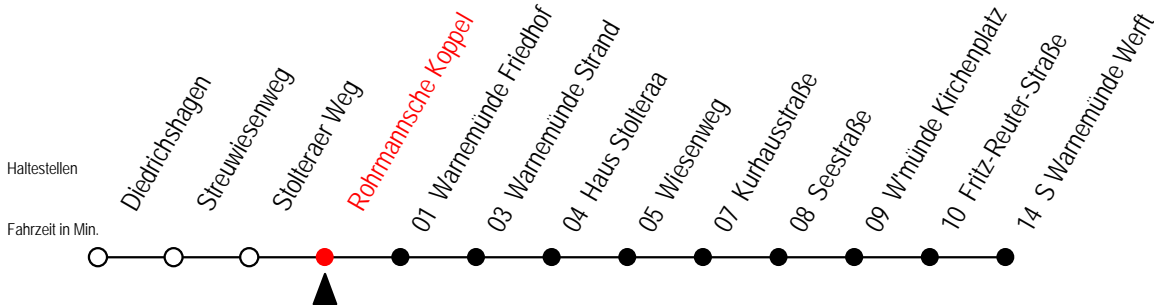 Haltestellen
Fahrzeit in Min.
Diedrichshagen
Streuwiesenweg
Stolteraer Weg
Rohrmannsche Koppel
01 Warnemünde Friedhof
03 Warnemünde Strand
04 Haus Stolteraa
05 Wiesenweg
07 Kurhausstraße
08 Seestraße
09 W'münde Kirchenplatz
10 Fritz-Reuter-Straße
14 S Warnemünde Werft